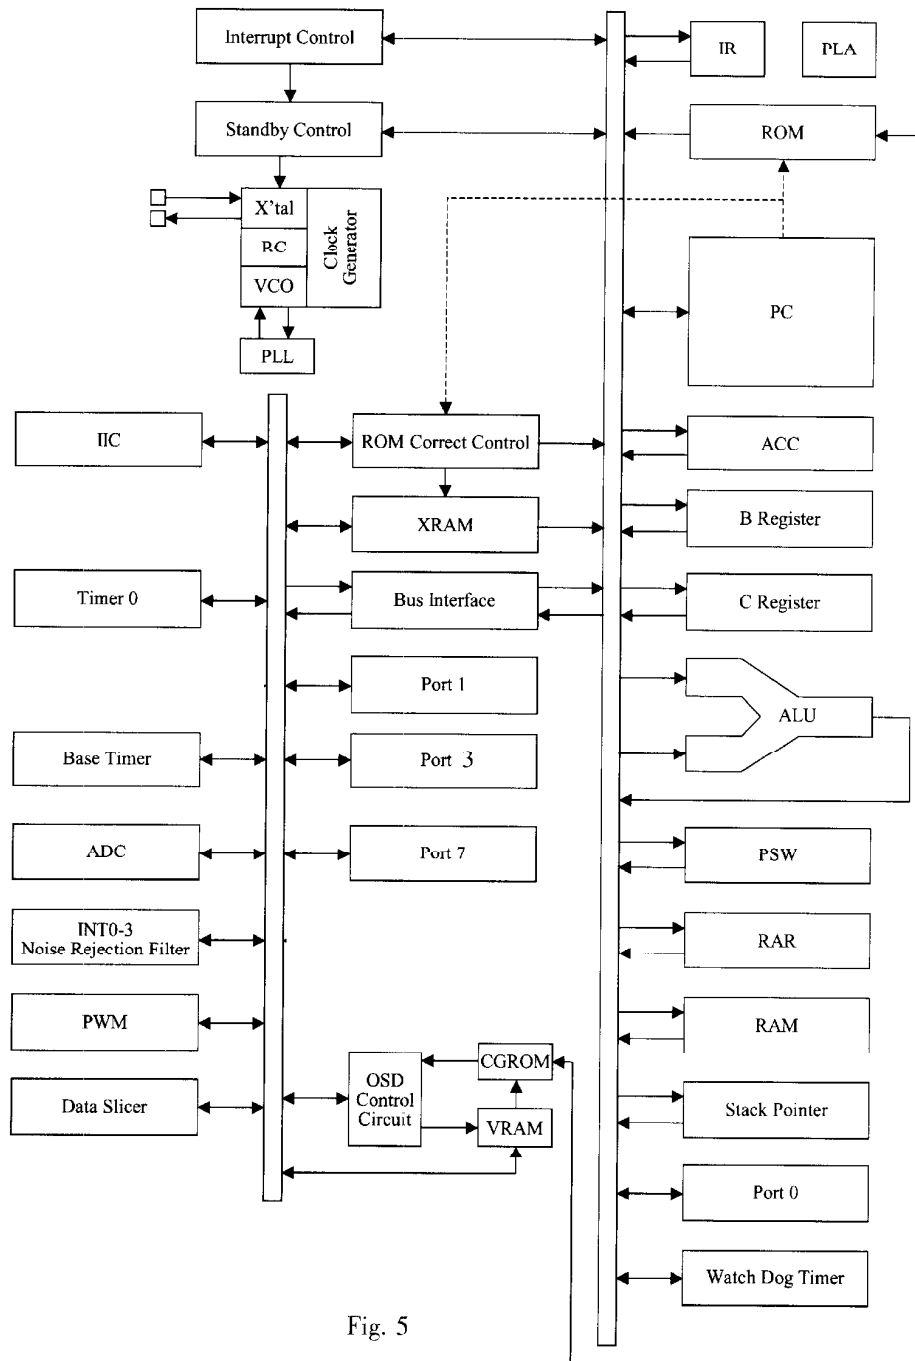 Interrupt Control
IR
PLA
Standby Control
ROM
X'tal
RC
VCO
Clock
Generator
PC
PLL
IIC
ROM Correct Control
ACC
XRAM
B Register
Timer 0
Bus Interface
C Register
Port 1
ALU
Base Timer
Port 3
ADC
Port 7
PSW
INT0-3
Noise Rejection Filter
RAR
PWM
RAM
CGROM
OSD
Control
Circuit
Data Slicer
VRAM
Stack Pointer
Port 0
Watch Dog Timer
Fig. 5